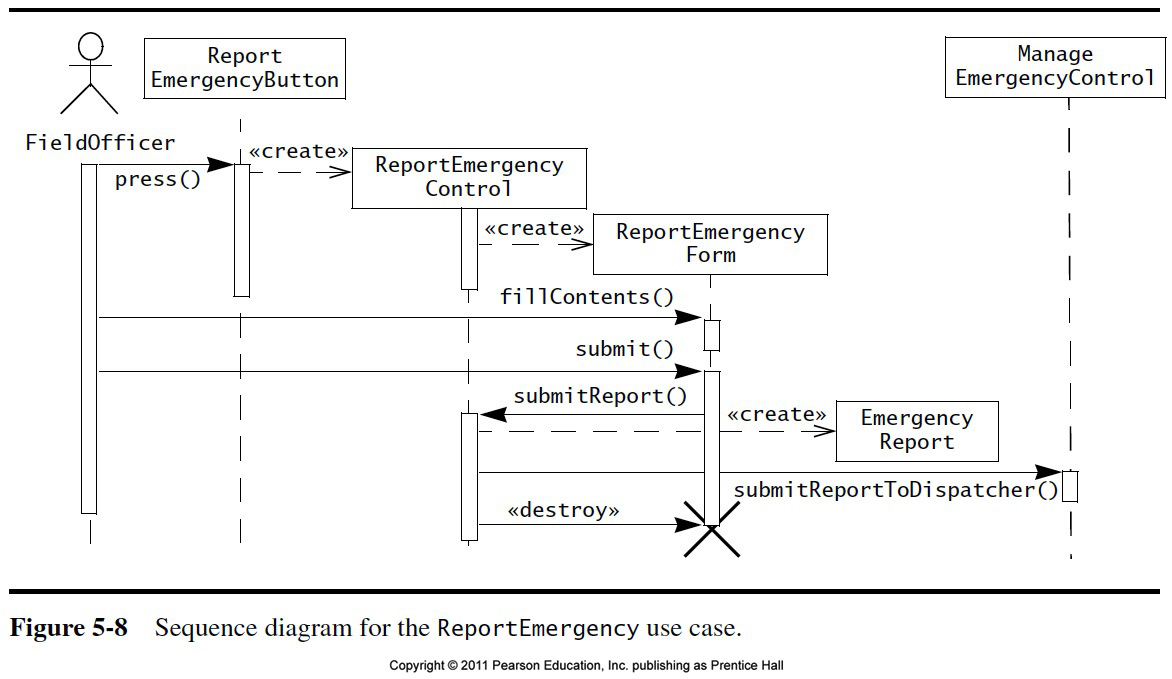 Report
EmergencyButton
Manage
EmergencyControl
FieldOfficer
press()
«create»
ReportEmergency
Control
«create»
ReportEmergency
Form
fillContents()
submit()
submitReport()
«create»
Emergency
Report
submitReportToDispatcher()
«destroy»
Figure 5-8 Sequence diagram for the ReportEmergency use case.
Copyright © 2011 Pearson Education, Inc. publishing as Prentice Hall